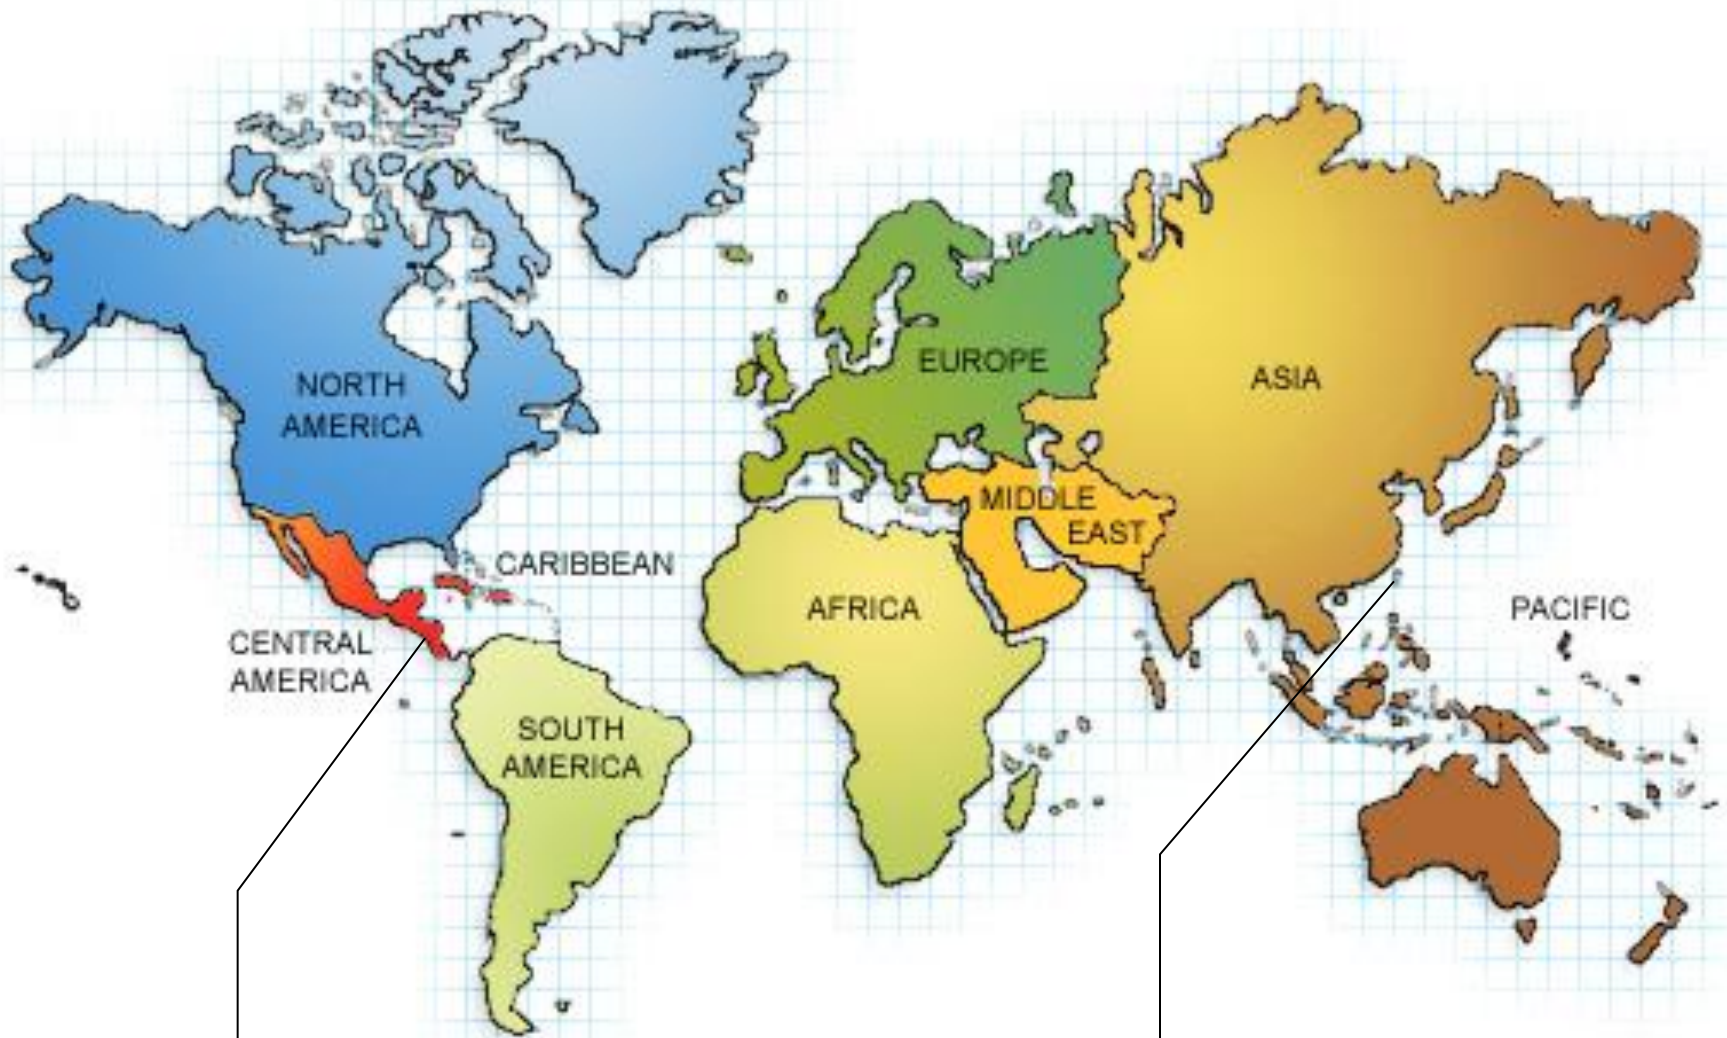 NORTH
AMERICA
EUROPE
ASIA
MIDDLE
EAST
CARIBBEAN
AFRICA
PACIFIC
CENTRAL
AMERICA
SOUTH
AMERICA